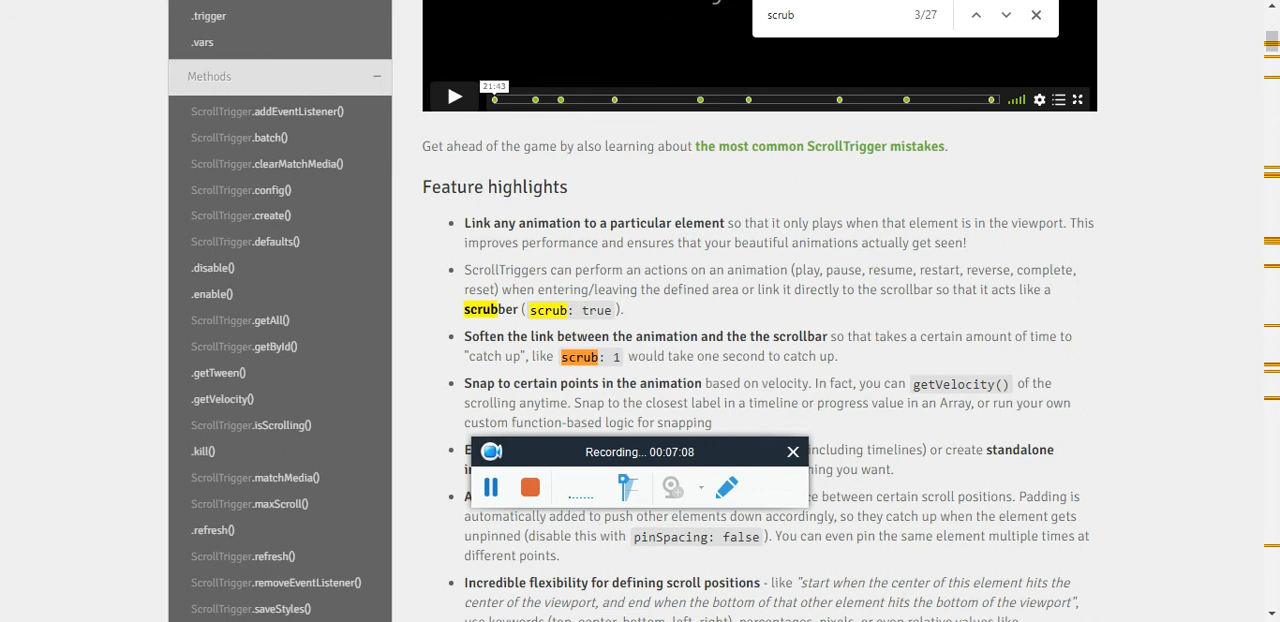 .trigger
.vars
Methods
ScrollTrigger.addEventListener()
ScrollTrigger.batch()
ScrollTrigger.clearMatchMedia()
ScrollTrigger.config()
ScrollTrigger.create()
ScrollTrigger.defaults()
.disable()
.enable()
ScrollTrigger.getAll()
ScrollTrigger.getById()
.getTween()
.getVelocity()
ScrollTrigger.isScrolling()
.kill()
ScrollTrigger.matchMedia()
ScrollTrigger.maxScroll()
.refresh()
ScrollTrigger.refresh()
ScrollTrigger.removeEventListener()
ScrollTrigger.saveStyles()
scrub 3/27
21:43
Get ahead of the game by also learning about the most common ScrollTrigger mistakes.
Feature highlights
Link any animation to a particular element so that it only plays when that element is in the viewport. This
improves performance and ensures that your beautiful animations actually get seen!
ScrollTriggers can perform an actions on an animation (play, pause, resume, restart, reverse, complete,
reset) when entering/leaving the defined area or link it directly to the scrollbar so that it acts like a
scrubber ( scrub: true ).
Soften the link between the animation and the the scrollbar so that takes a certain amount of time to
"catch up", like scrub: 1 would take one second to catch up.
Snap to certain points in the animation based on velocity. In fact, you can getVelocity() of the
scrolling anytime. Snap to the closest label in a timeline or progress value in an Array, or run your own
custom function-based logic for snapping
Recording... 00:07:08
including timelines) or create standalone
you want.
between certain scroll positions. Padding is
automatically added to push other elements down accordingly, so they catch up when the element gets
unpinned (disable this with pinSpacing: false ). You can even pin the same element multiple times at
different points.
Incredible flexibility for defining scroll positions - like "start when the center of this element hits the
center of the viewport, and end when the bottom of that other element hits the bottom of the viewport",
use keywords (top, center, bottom, left, right), percentages, pixels, or even relative values like